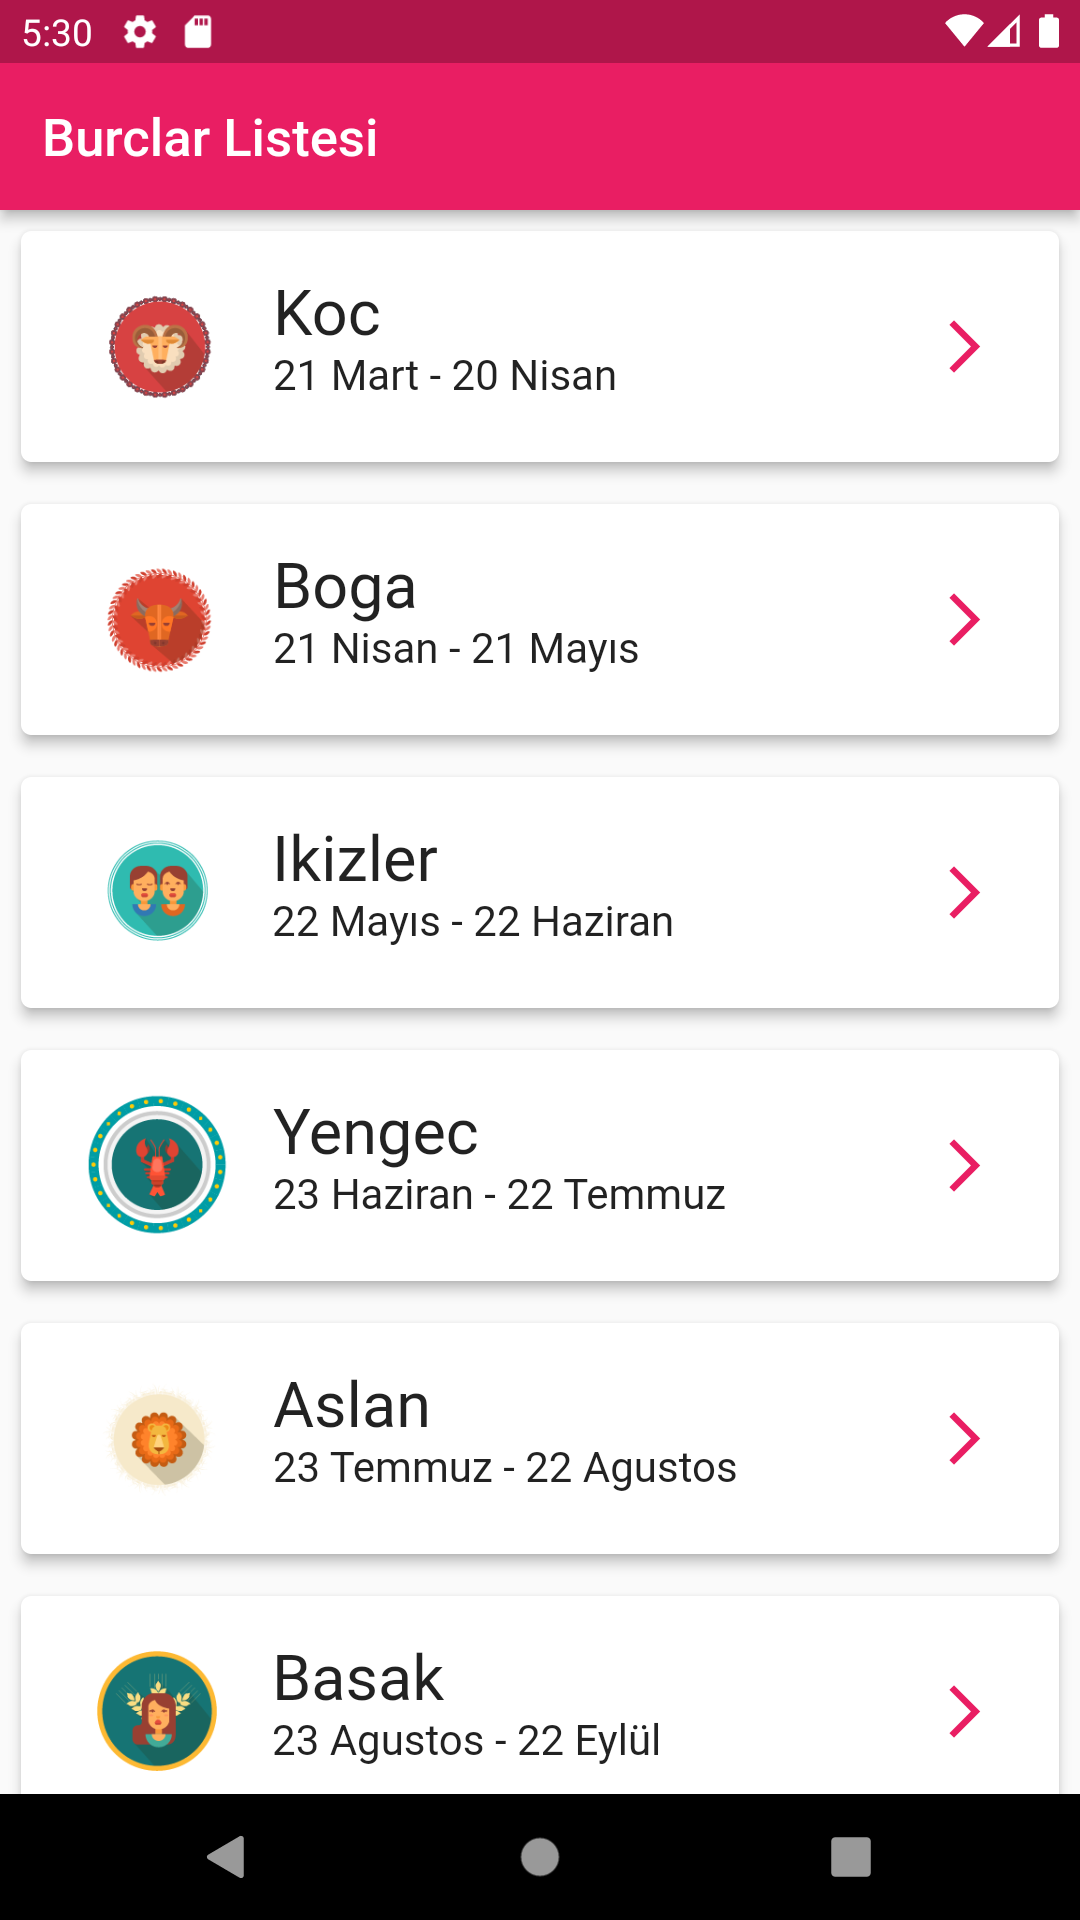 5:30
Burclar Listesi
Koc
21 Mart - 20 Nisan
Boga
21 Nisan - 21 Mayıs
Ikizler
22 Mayıs - 22 Haziran
Yengec
23 Haziran - 22 Temmuz
Aslan
23 Temmuz - 22 Agustos
Basak
23 Agustos - 22 Eylül